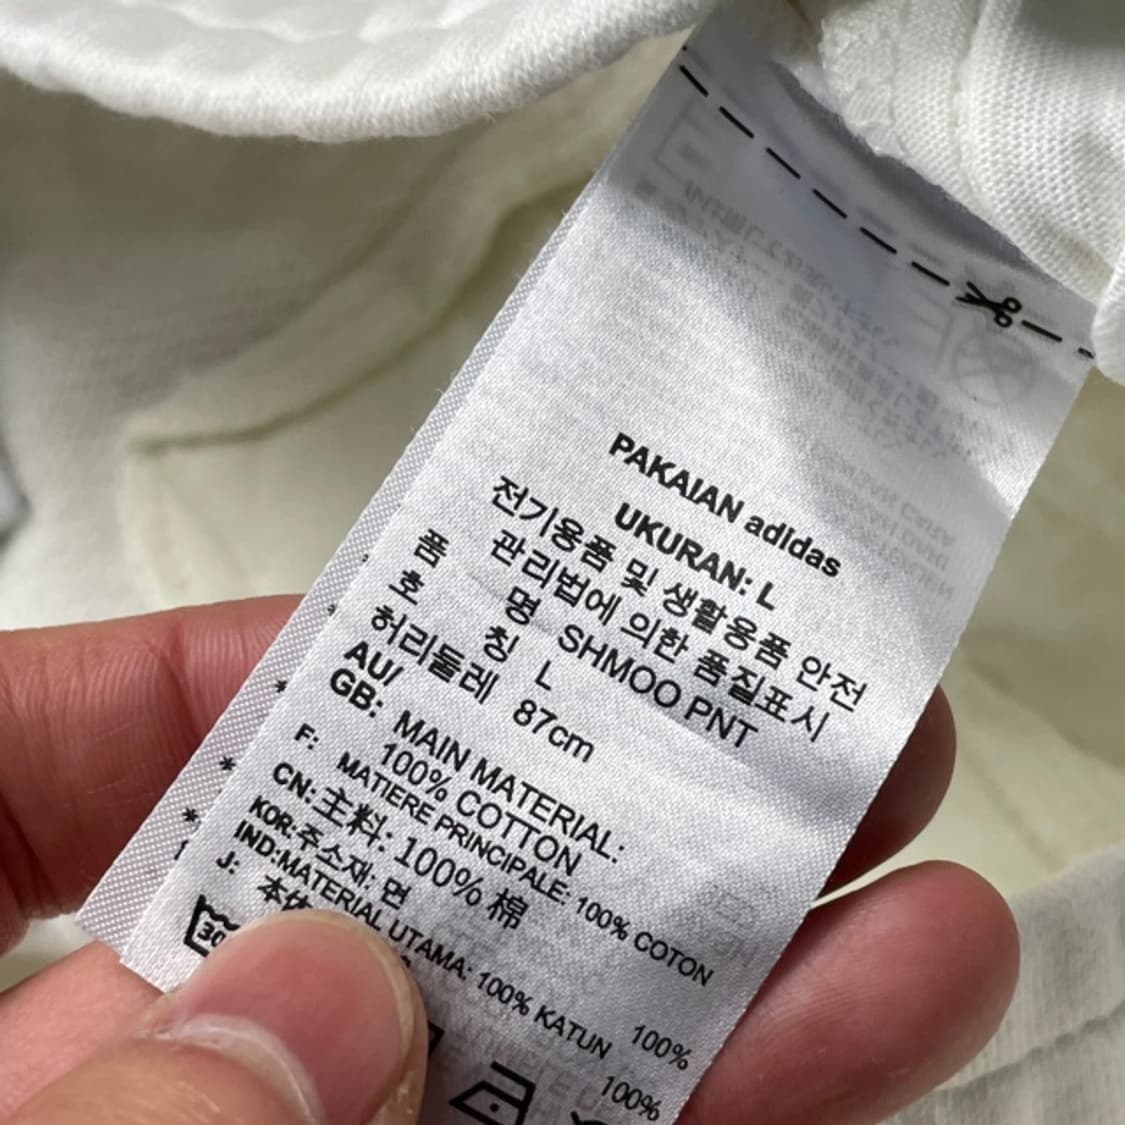 PAKAIAN adidas
UKURAN: L
전기용품 및 생활용품 안전
관리법에 의한 품질표시
품 명 SHMOO PNT
호 칭 L
허리둘레 87cm
AU/
GB: MAIN MATERIAL:
100% COTTON
F: MATIERE PRINCIPALE: 100% COTON
CN:主料: 100% 棉
KOR:주소재: 면 100%
IND:MATERIAL UTAMA: 100% KATUN
J: 本体 100%
30